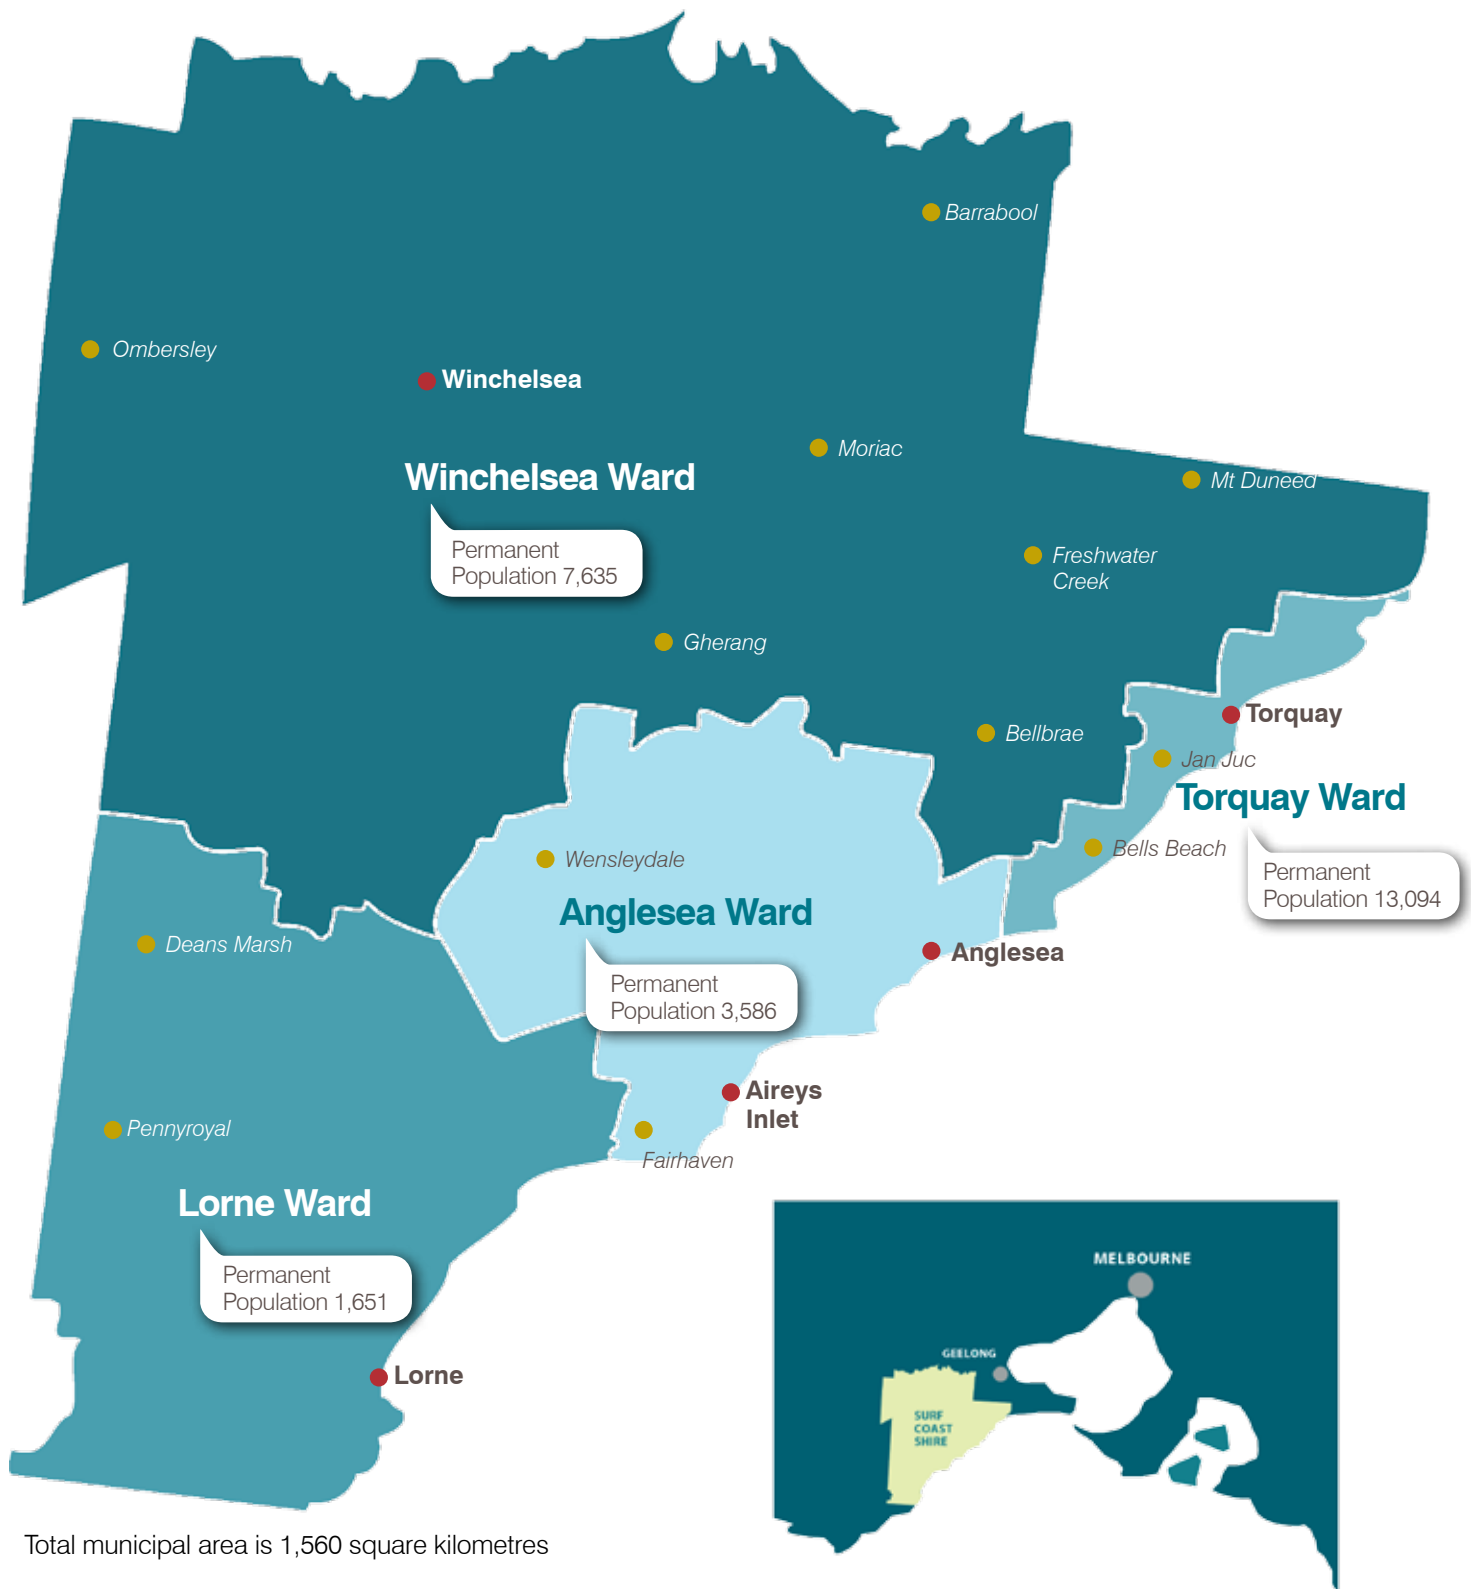 Barrabool
Ombersley
Winchelsea
Moriac
Winchelsea Ward
Mt Duneed
Permanent
Population 7,635
Freshwater
Creek
Gherang
Torquay
Bellbrae
Jan Juc
Torquay Ward
Bells Beach
Wensleydale
Permanent
Population 13,094
Anglesea Ward
Deans Marsh
Anglesea
Permanent
Population 3,586
Aireys
Inlet
Pennyroyal
Fairhaven
Lorne Ward
Permanent
Population 1,651
Lorne
MELBOURNE
GEELONG
SURF
COAST
SHIRE
Total municipal area is 1,560 square kilometres